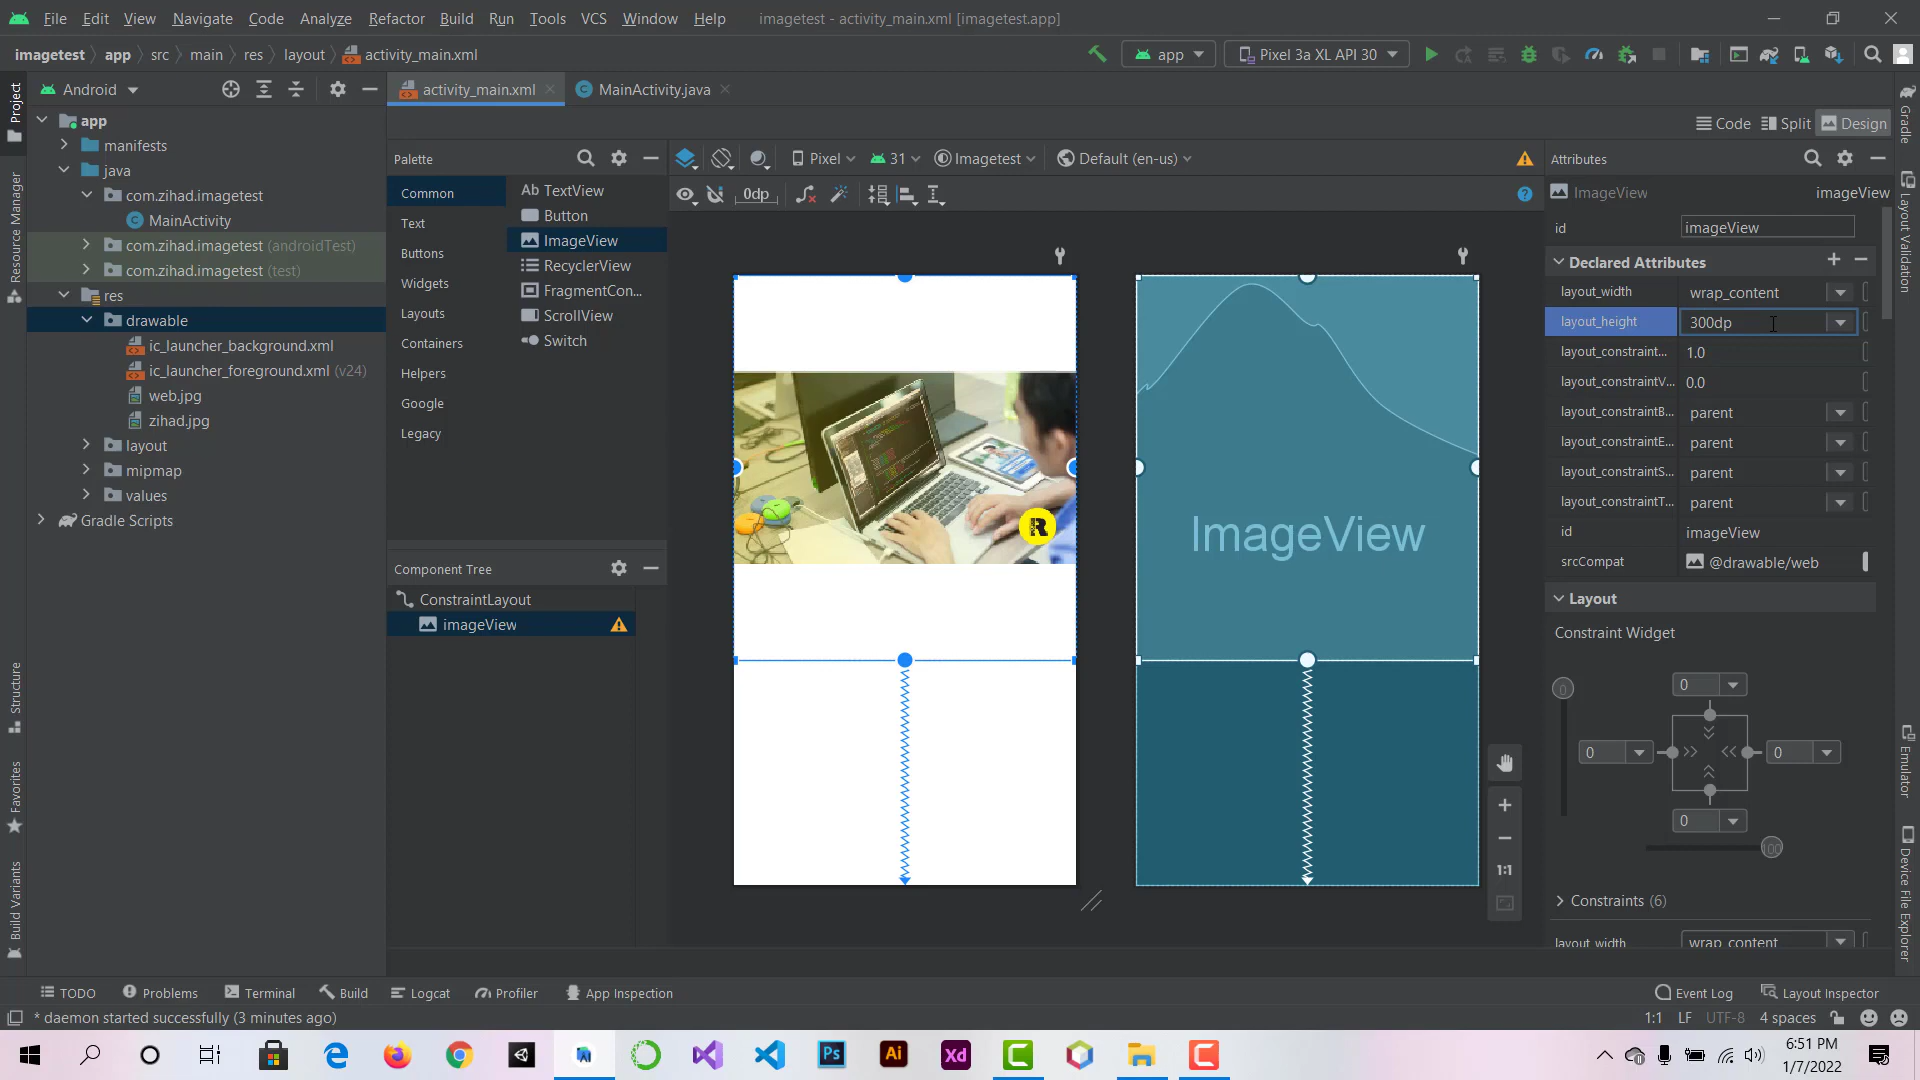 File Edit View Navigate Code Analyze Refactor Build Run Tools VCS Window Help imagetest - activity_main.xml [imagetest.app]
imagetest app src main res layout activity_main.xml app Pixel 3a XL API 30
Android activity_main.xml MainActivity.java
Code Split Design
Project
Resource Manager
Structure
Favorites
Build Variants
app
manifests
java
com.zihad.imagetest
MainActivity
com.zihad.imagetest (androidTest)
com.zihad.imagetest (test)
res
drawable
ic_launcher_background.xml
ic_launcher_foreground.xml (v24)
web.jpg
zihad.jpg
layout
mipmap
values
Gradle Scripts
Palette
Common
Text
Buttons
Widgets
Layouts
Containers
Helpers
Google
Legacy
Ab TextView
Button
ImageView
RecyclerView
FragmentCon...
ScrollView
Switch
Component Tree
ConstraintLayout
imageView
Pixel 31 Imagetest Default (en-us)
0dp
R
ImageView
1:1
Attributes
ImageView imageView
id imageView
Declared Attributes
layout_width wrap_content
layout_height 300dp
layout_constraint... 1.0
layout_constraintV... 0.0
layout_constraintB... parent
layout_constraintE... parent
layout_constraintS... parent
layout_constraintT... parent
id imageView
srcCompat @drawable/web
Layout
Constraint Widget
0
0
0 0
0
100
Constraints (6)
layout_width wrap_content
Gradle
Layout Validation
Emulator
Device File Explorer
TODO Problems Terminal Build Logcat Profiler App Inspection Event Log Layout Inspector
* daemon started successfully (3 minutes ago) 1:1 LF UTF-8 4 spaces
Ps Ai Xd
6:51 PM
1/7/2022